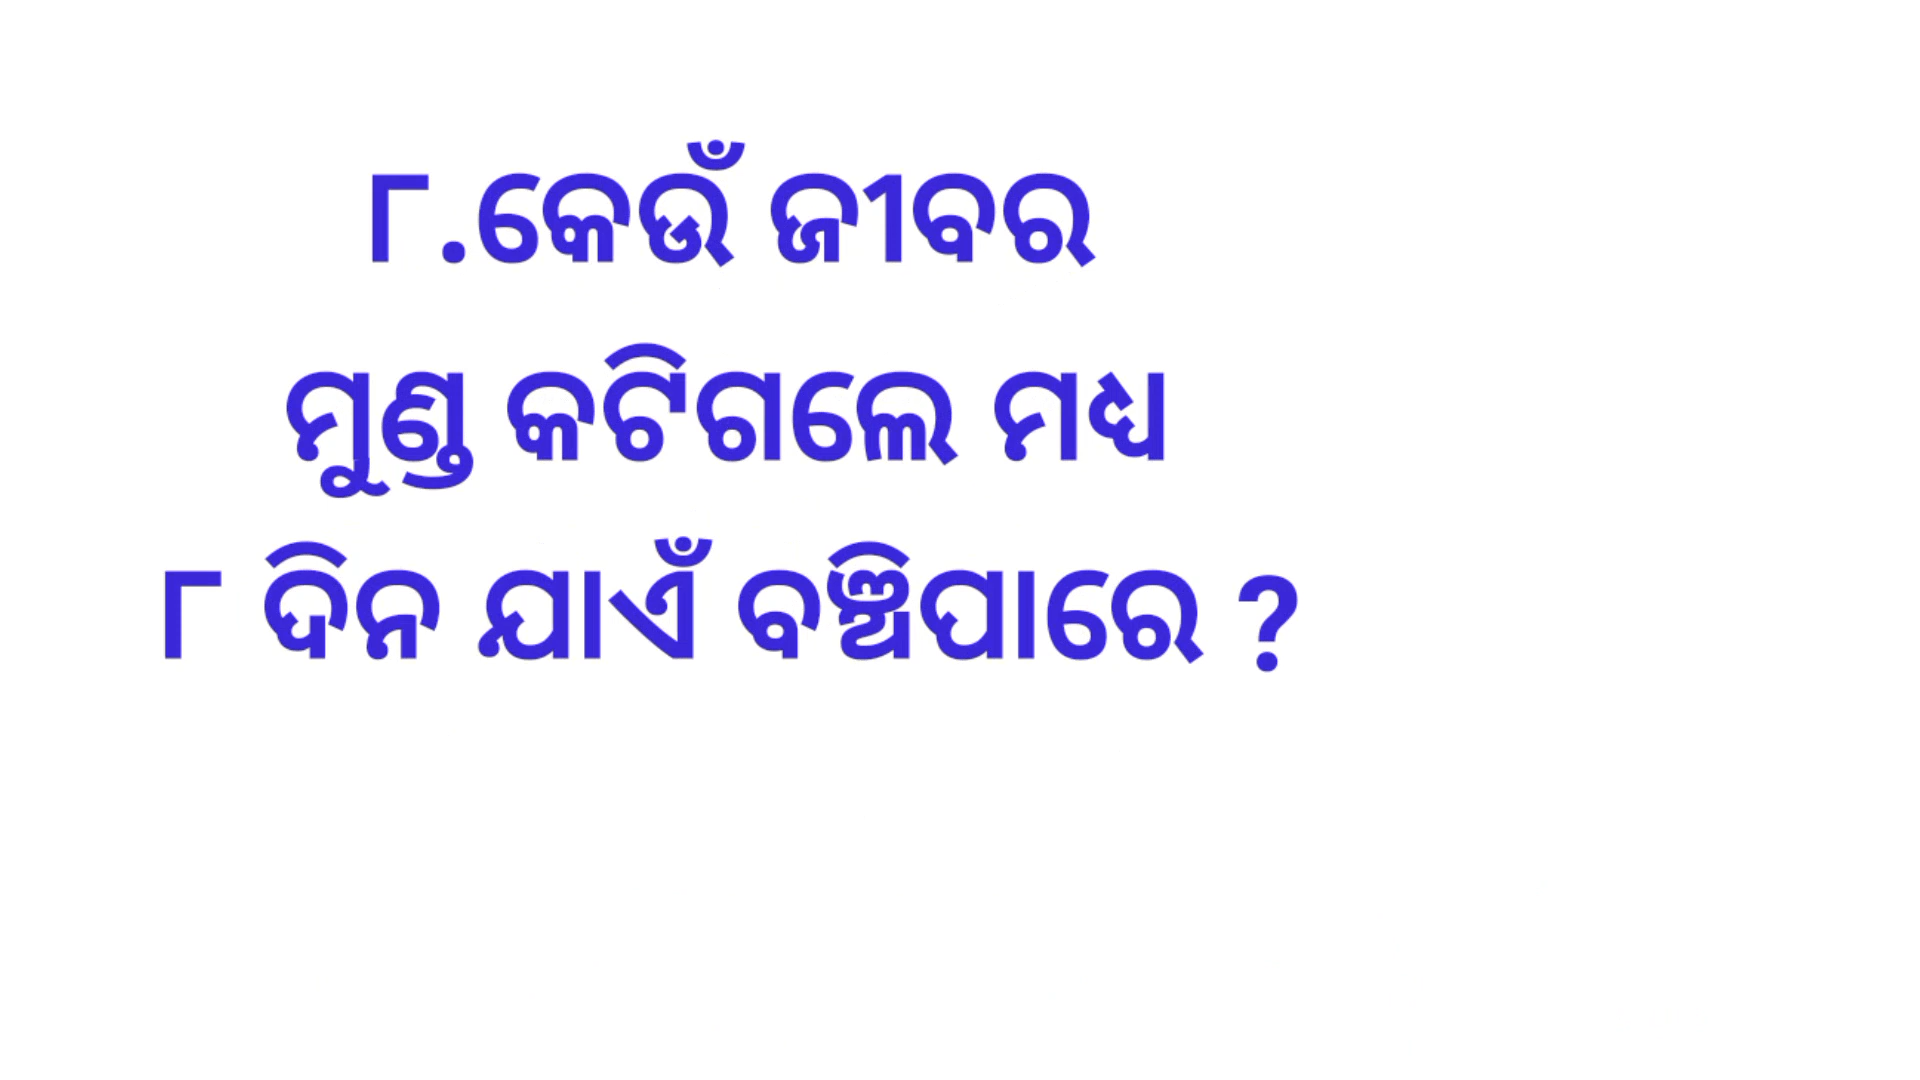 ୮.କେଉଁ ଜୀବର
ମୁଣ୍ଡ କଟିଗଲେ ମଧ୍ୟ
୮ ଦିନ ଯାଏଁ ବଞ୍ଚିପାରେ ?